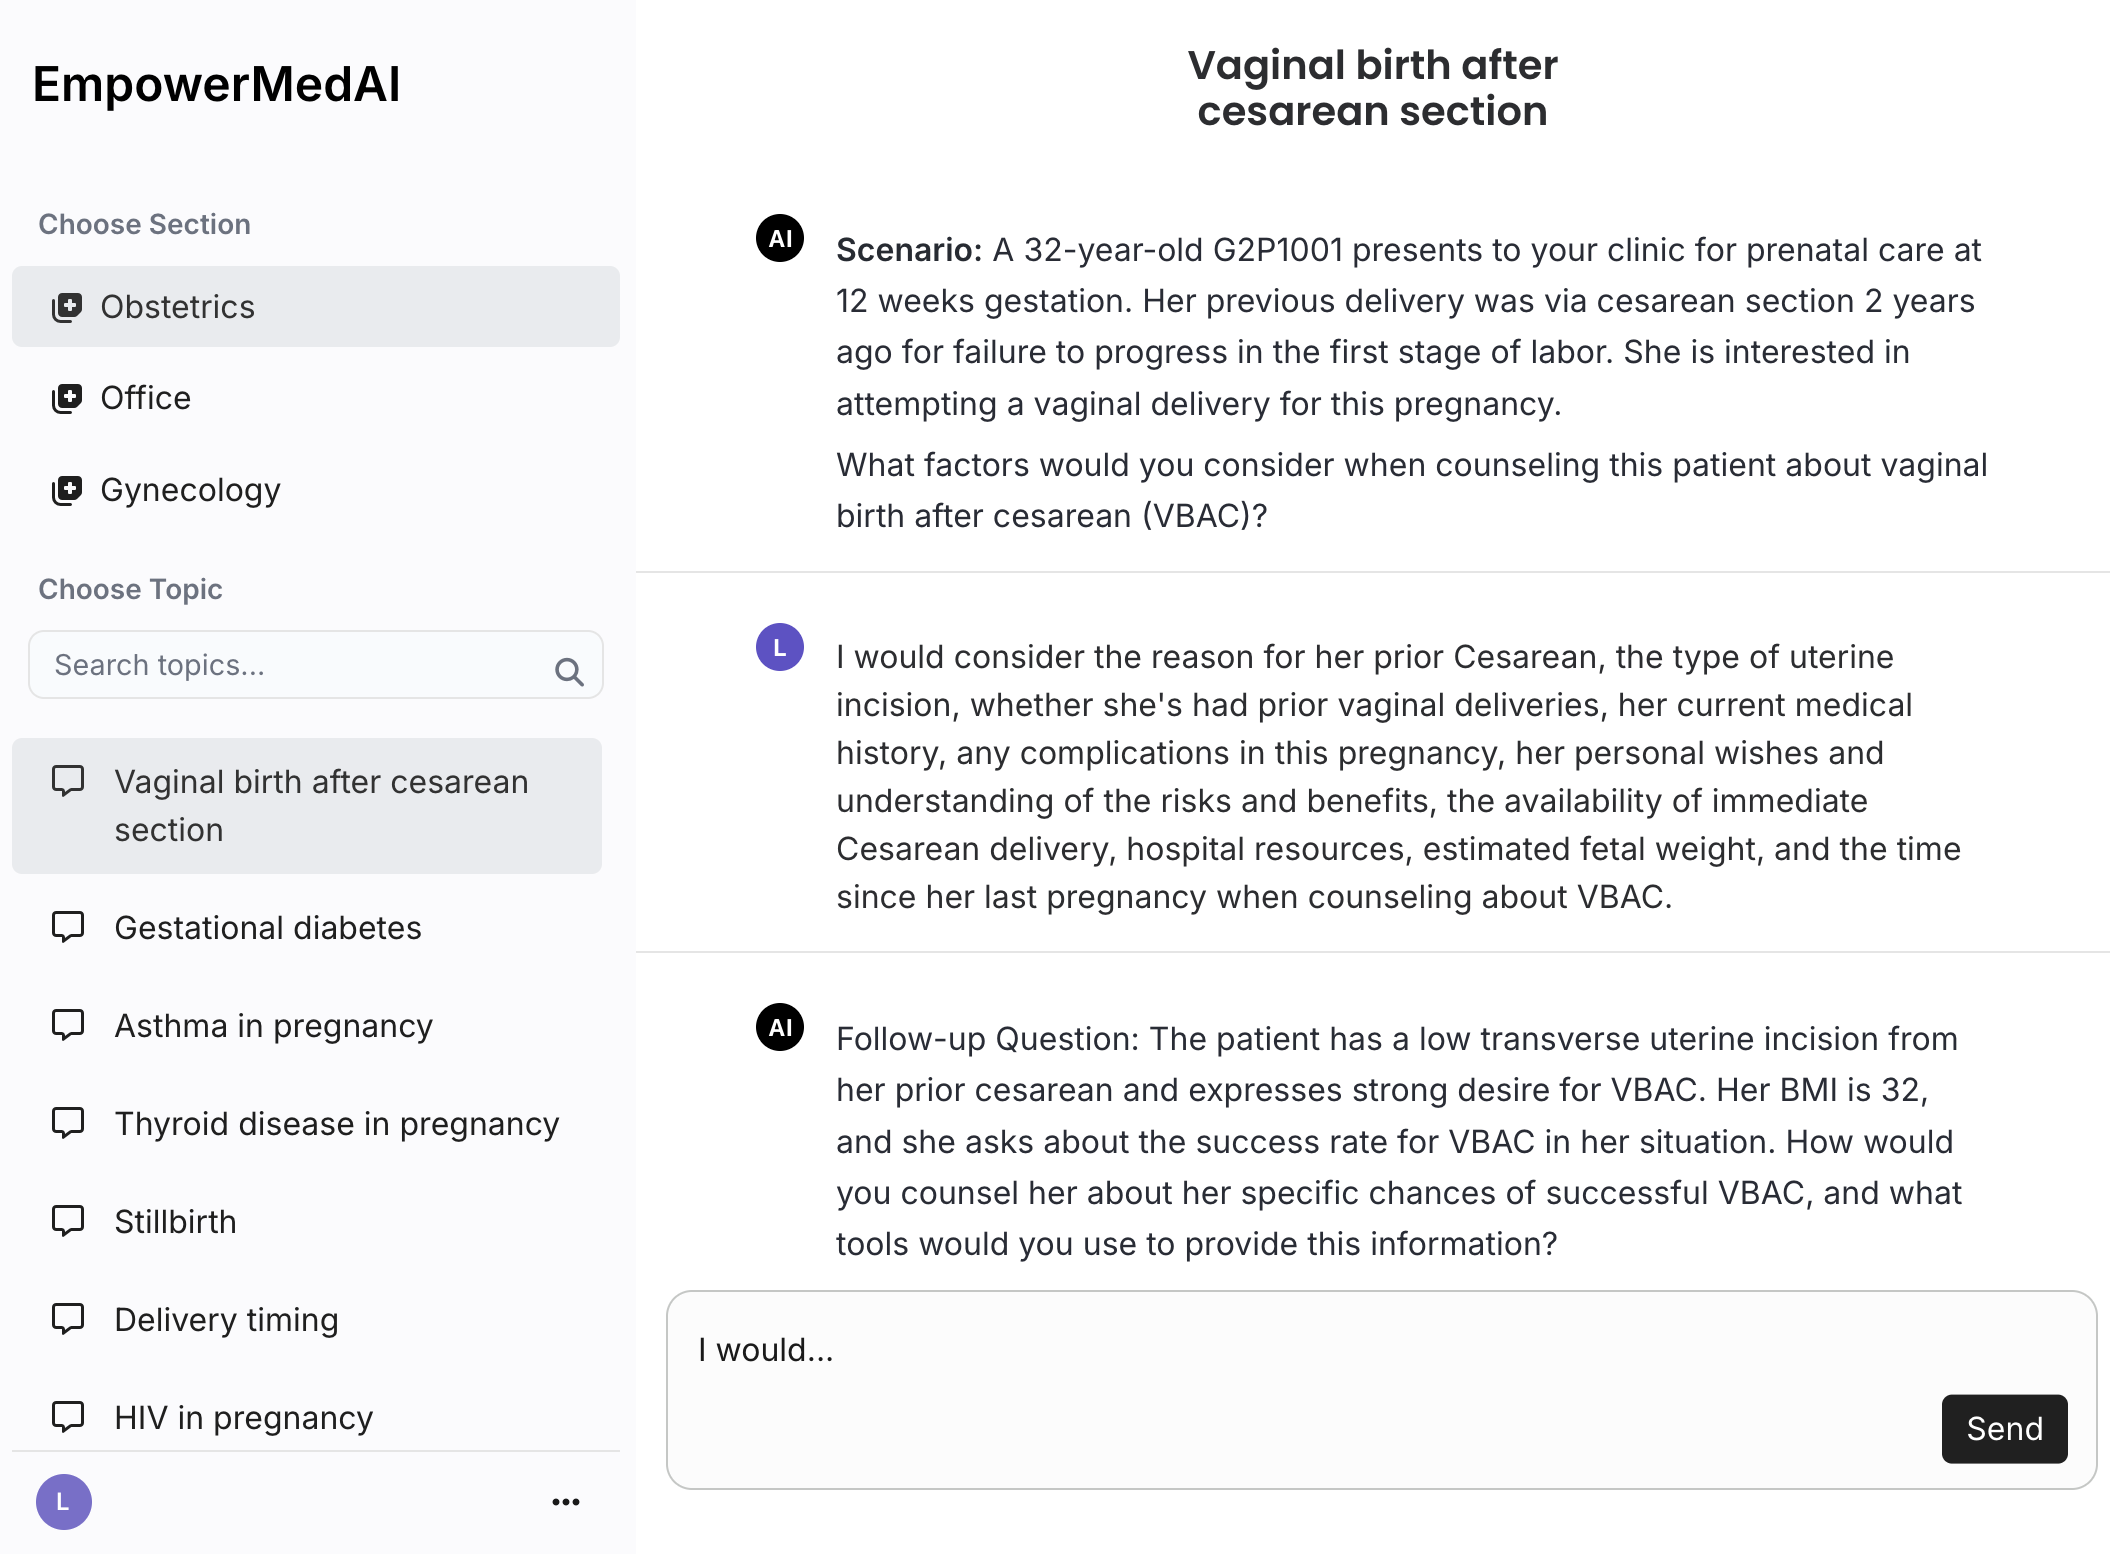 EmpowerMedAI
Choose Section
Obstetrics
Office
Gynecology
Choose Topic
Search topics...
Vaginal birth after cesarean
section
Gestational diabetes
Asthma in pregnancy
Thyroid disease in pregnancy
Stillbirth
Delivery timing
HIV in pregnancy
L
Vaginal birth after
cesarean section
AI
Scenario: A 32-year-old G2P1001 presents to your clinic for prenatal care at
12 weeks gestation. Her previous delivery was via cesarean section 2 years
ago for failure to progress in the first stage of labor. She is interested in
attempting a vaginal delivery for this pregnancy.
What factors would you consider when counseling this patient about vaginal
birth after cesarean (VBAC)?
L
I would consider the reason for her prior Cesarean, the type of uterine
incision, whether she's had prior vaginal deliveries, her current medical
history, any complications in this pregnancy, her personal wishes and
understanding of the risks and benefits, the availability of immediate
Cesarean delivery, hospital resources, estimated fetal weight, and the time
since her last pregnancy when counseling about VBAC.
AI
Follow-up Question: The patient has a low transverse uterine incision from
her prior cesarean and expresses strong desire for VBAC. Her BMI is 32,
and she asks about the success rate for VBAC in her situation. How would
you counsel her about her specific chances of successful VBAC, and what
tools would you use to provide this information?
I would...
Send